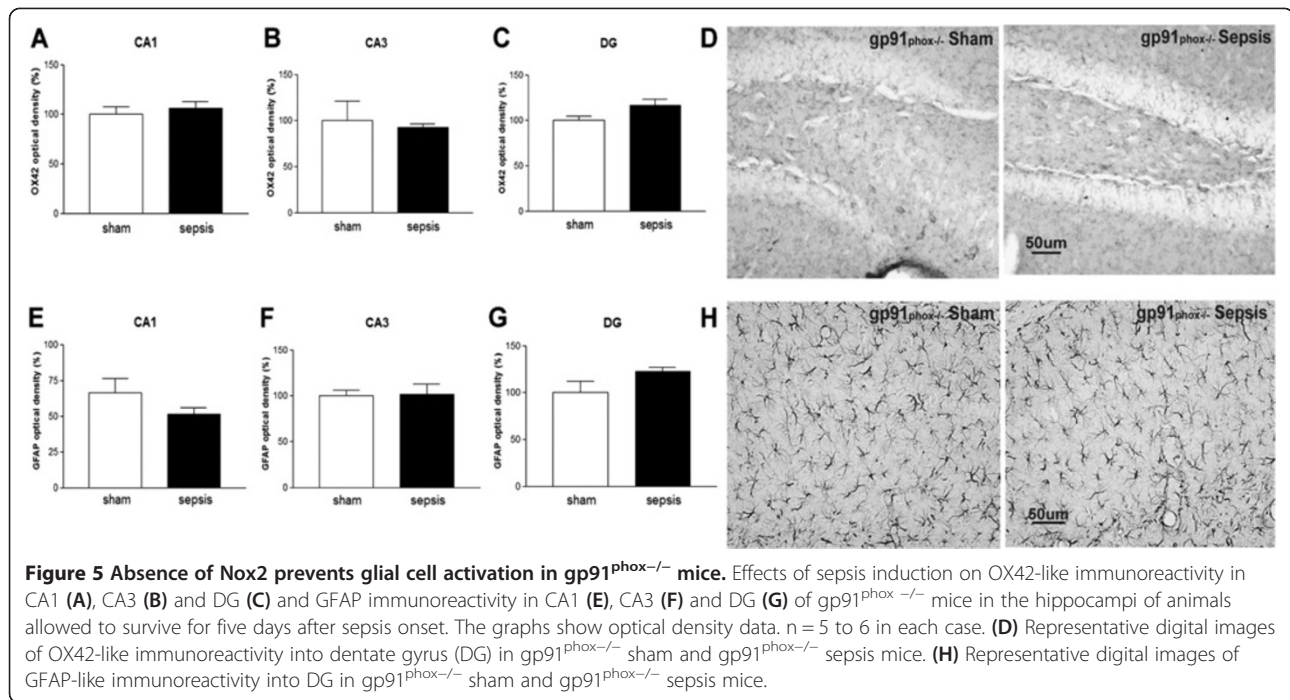 A
CA1
OX42 optical density (%)
150
100
50
0
sham sepsis
B
CA3
OX42 optical density (%)
150
100
50
0
sham sepsis
C
DG
OX42 optical density (%)
150
100
50
0
sham sepsis
D
gp91phox-/- Sham
gp91phox-/- Sepsis
50um
E
CA1
GFAP optical density (%)
100
75
50
25
0
sham sepsis
F
CA3
GFAP optical density (%)
150
100
50
0
sham sepsis
G
DG
GFAP optical density (%)
150
100
50
0
sham sepsis
H
gp91phox-/- Sham
gp91phox-/- Sepsis
50um
Figure 5 Absence of Nox2 prevents glial cell activation in gp91phox−/− mice. Effects of sepsis induction on OX42-like immunoreactivity in
CA1 (A), CA3 (B) and DG (C) and GFAP immunoreactivity in CA1 (E), CA3 (F) and DG (G) of gp91phox −/− mice in the hippocampi of animals
allowed to survive for five days after sepsis onset. The graphs show optical density data. n = 5 to 6 in each case. (D) Representative digital images
of OX42-like immunoreactivity into dentate gyrus (DG) in gp91phox−/− sham and gp91phox−/− sepsis mice. (H) Representative digital images of
GFAP-like immunoreactivity into DG in gp91phox−/− sham and gp91phox−/− sepsis mice.